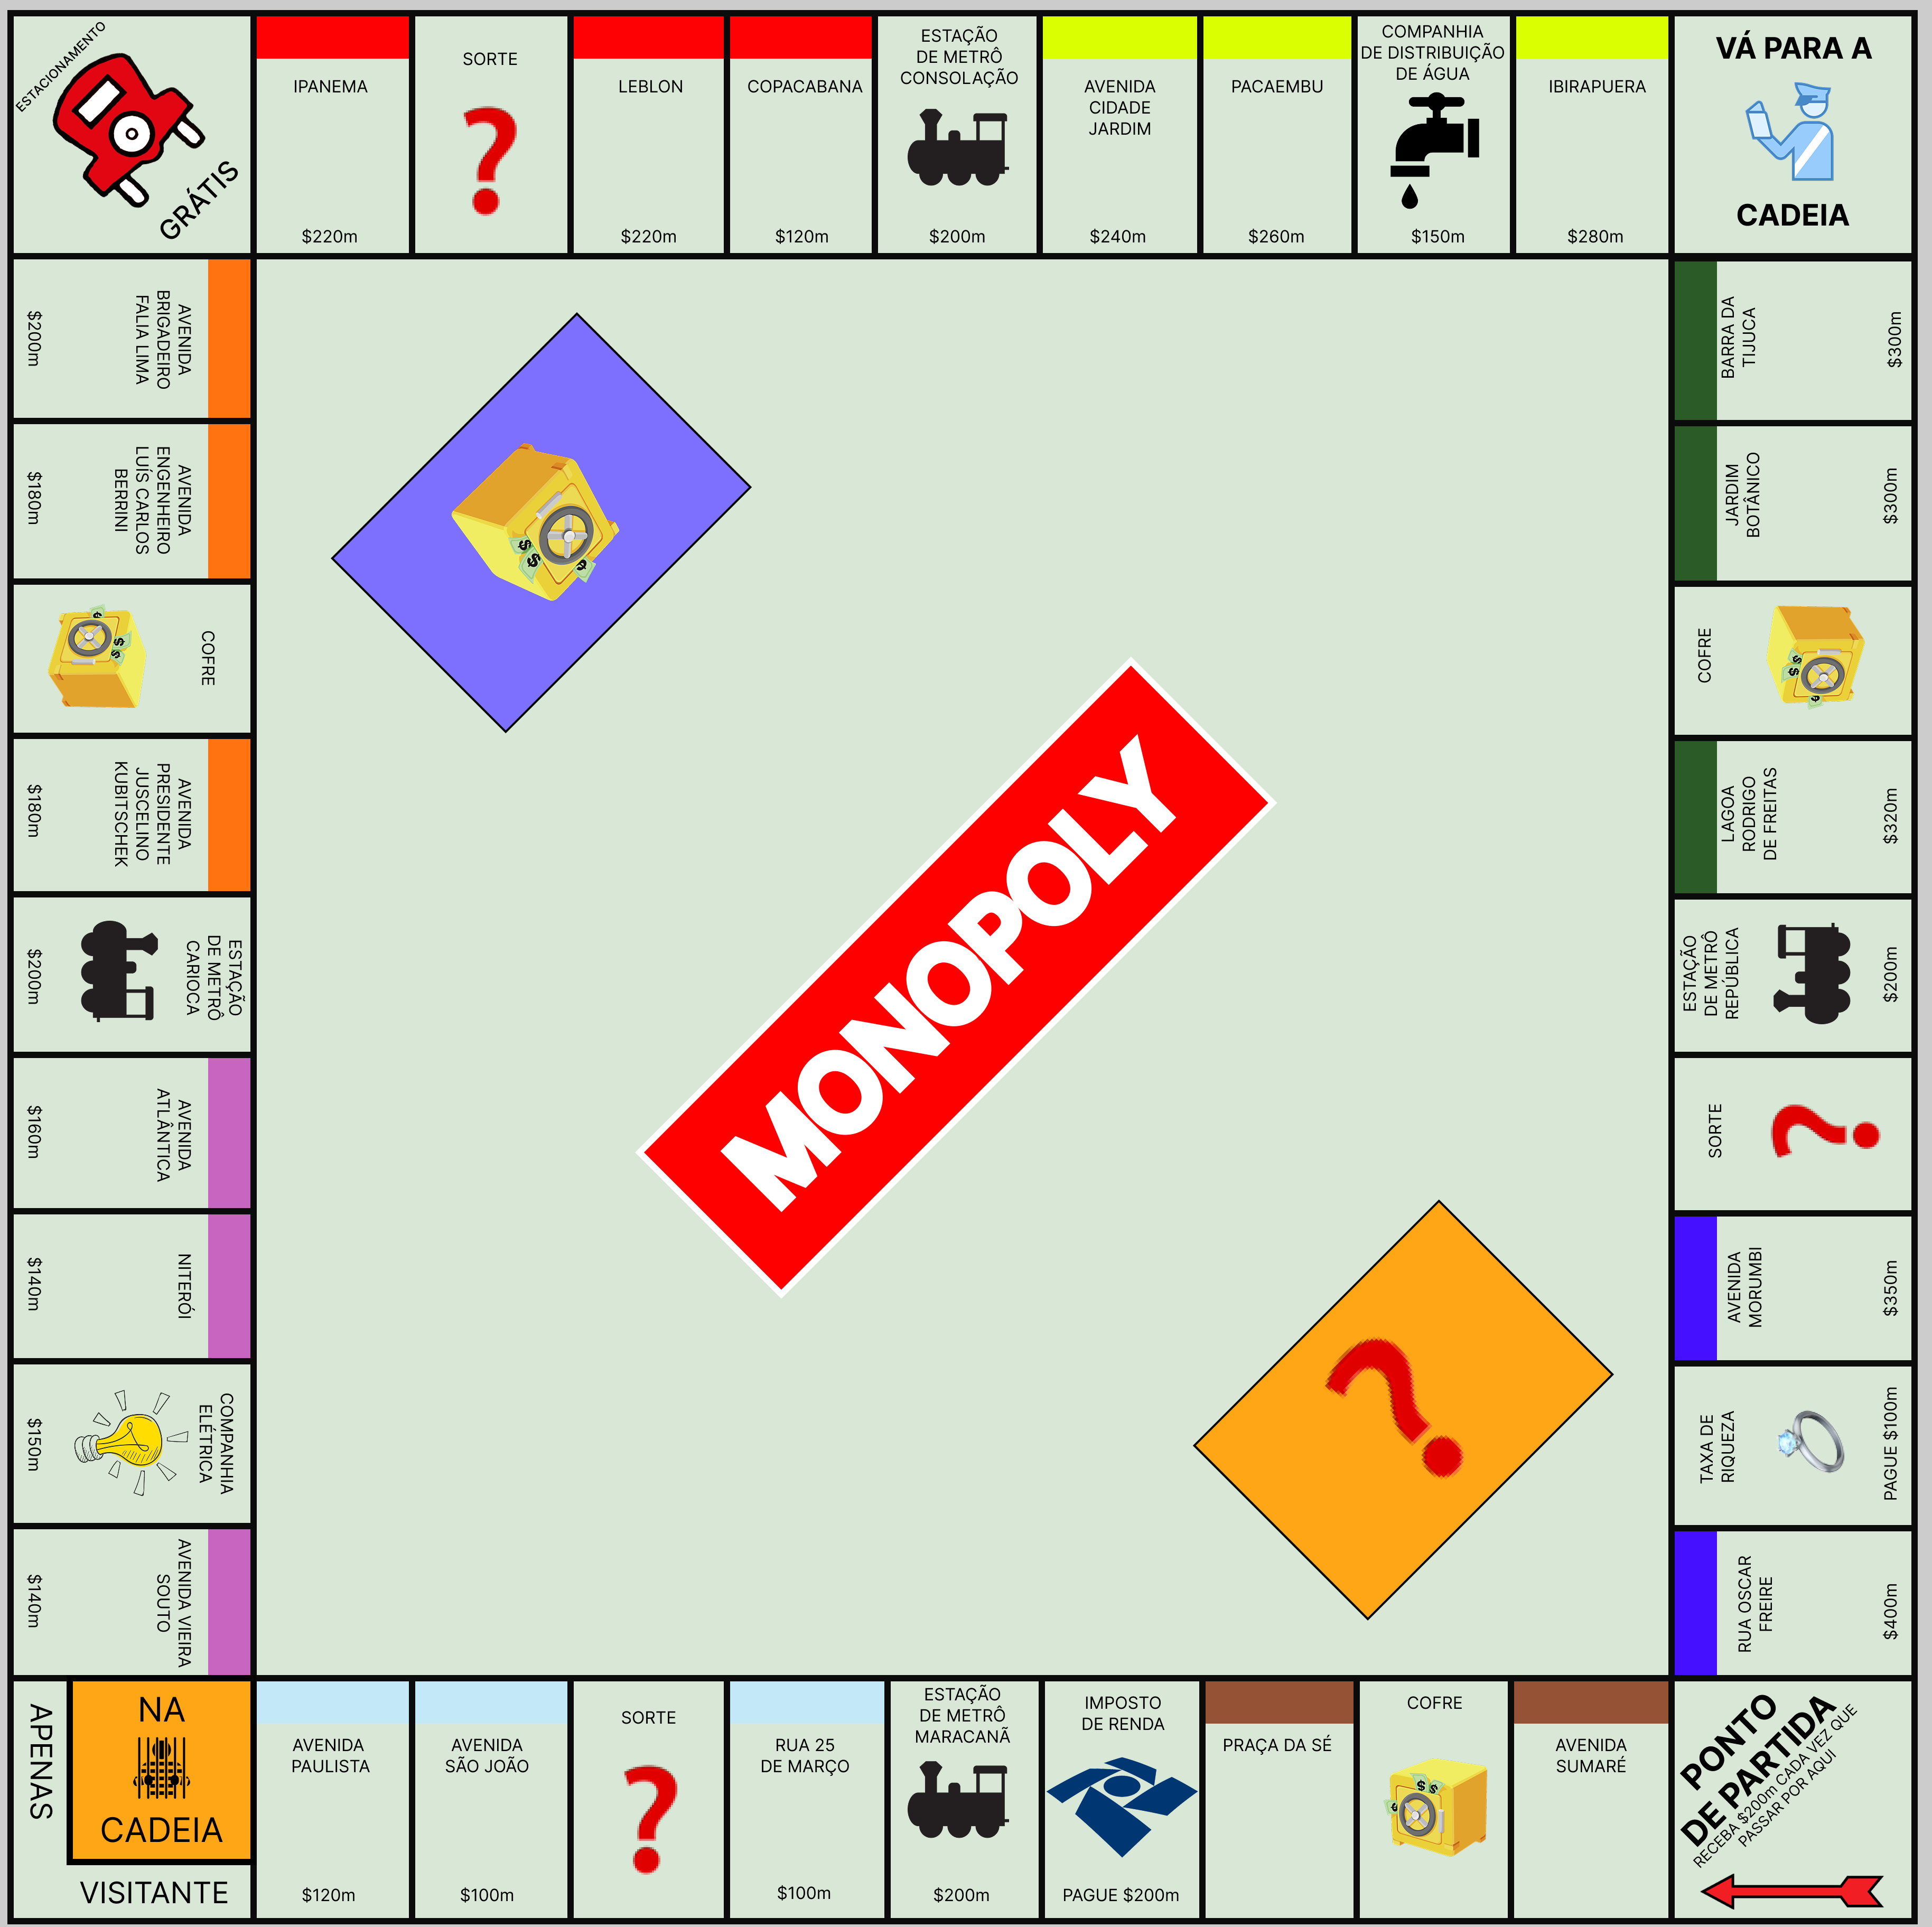 ESTACIONAMENTO
GRÁTIS
IPANEMA
$220m
SORTE
?
LEBLON
$220m
COPACABANA
$120m
ESTAÇÃO
DE METRÔ
CONSOLAÇÃO
$200m
AVENIDA
CIDADE
JARDIM
$240m
PACAEMBU
$260m
COMPANHIA
DE DISTRIBUIÇÃO
DE ÁGUA
$150m
IBIRAPUERA
$280m
VÁ PARA A
CADEIA
BARRA DA
TIJUCA
$300m
JARDIM
BOTÂNICO
$300m
COFRE
$
$
$
LAGOA
RODRIGO
DE FREITAS
$320m
ESTAÇÃO
DE METRÔ
REPÚBLICA
$200m
SORTE
?
AVENIDA
MORUMBI
$350m
TAXA DE
RIQUEZA
PAGUE $100m
RUA OSCAR
FREIRE
$400m
PONTO
DE PARTIDA
RECEBA $200m CADA VEZ QUE
PASSAR POR AQUI
AVENIDA
SUMARÉ
COFRE
$
$
$
PRAÇA DA SÉ
IMPOSTO
DE RENDA
PAGUE $200m
ESTAÇÃO
DE METRÔ
MARACANÃ
$200m
RUA 25
DE MARÇO
$100m
SORTE
?
AVENIDA
SÃO JOÃO
$100m
AVENIDA
PAULISTA
$120m
NA
CADEIA
APENAS
VISITANTE
AVENIDA VIEIRA
SOUTO
$140m
COMPANHIA
ELÉTRICA
$150m
NITERÓI
$140m
AVENIDA
ATLÂNTICA
$160m
ESTAÇÃO
DE METRÔ
CARIOCA
$200m
AVENIDA
PRESIDENTE
JUSCELINO
KUBITSCHEK
$180m
COFRE
$
$
$
AVENIDA
ENGENHEIRO
LUÍS CARLOS
BERRINI
$180m
AVENIDA
BRIGADEIRO
FALIA LIMA
$200m
$
$
$
MONOPOLY
?